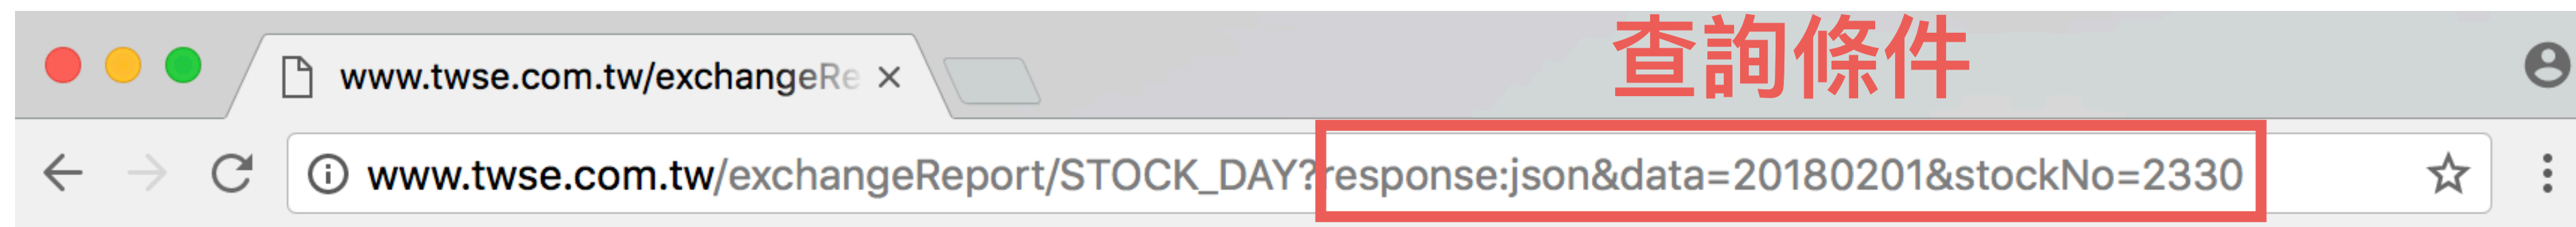 查詢條件
www.twse.com.tw/exchangeRe
www.twse.com.tw/exchangeReport/STOCK_DAY?response:json&data=20180201&stockNo=2330